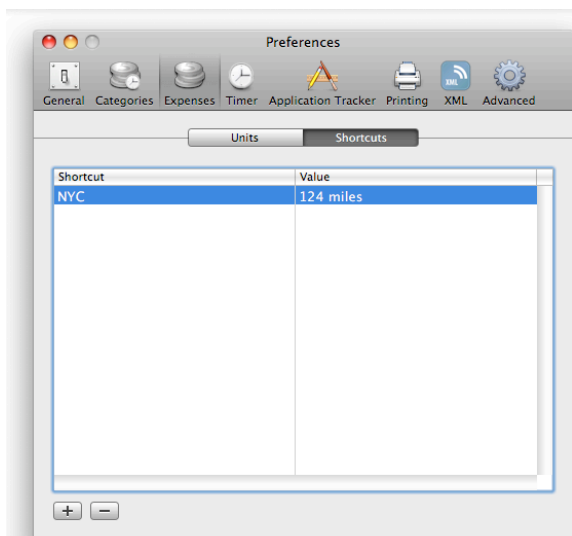 Preferences
General Categories Expenses Timer Application Tracker Printing XML Advanced
Units Shortcuts
Shortcut Value
NYC 124 miles